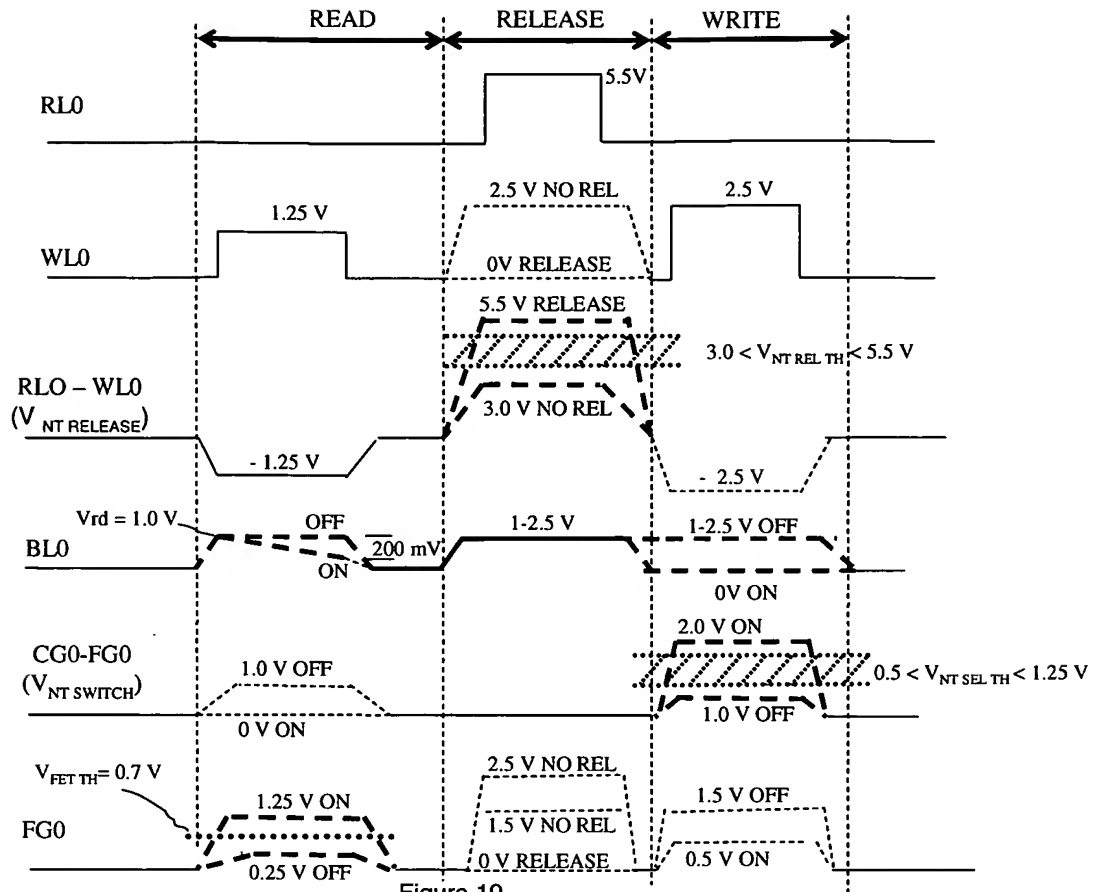 READ RELEASE WRITE
RL0
5.5V
WL0
1.25 V
2.5 V NO REL
0V RELEASE
2.5 V
RLO – WL0
(V NT RELEASE)
- 1.25 V
5.5 V RELEASE
3.0 V NO REL
3.0 < V NT REL TH < 5.5 V
- 2.5 V
BL0
Vrd = 1.0 V
OFF
ON
200 mV
1-2.5 V
1-2.5 V OFF
0V ON
CG0-FG0
(V NT SWITCH)
1.0 V OFF
0 V ON
2.0 V ON
1.0 V OFF
0.5 < V NT SEL TH < 1.25 V
V FET TH = 0.7 V
FG0
1.25 V ON
0.25 V OFF
2.5 V NO REL
1.5 V NO REL
0 V RELEASE
1.5 V OFF
0.5 V ON
Figure 19